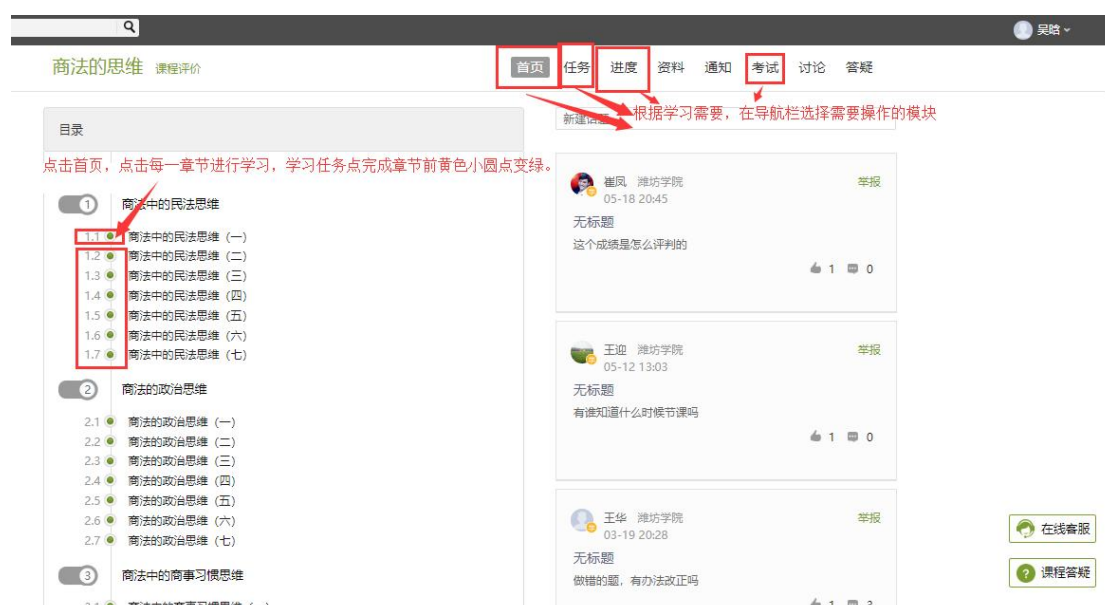 吴晗
商法的思维 课程评价
首页 任务 进度 资料 通知 考试 讨论 答疑
根据学习需要，在导航栏选择需要操作的模块
目录
点击首页，点击每一章节进行学习，学习任务点完成章节前黄色小圆点变绿。
1 商法中的民法思维
1.1 商法中的民法思维（一）
1.2 商法中的民法思维（二）
1.3 商法中的民法思维（三）
1.4 商法中的民法思维（四）
1.5 商法中的民法思维（五）
1.6 商法中的民法思维（六）
1.7 商法中的民法思维（七）
2 商法的政治思维
2.1 商法的政治思维（一）
2.2 商法的政治思维（二）
2.3 商法的政治思维（三）
2.4 商法的政治思维（四）
2.5 商法的政治思维（五）
2.6 商法的政治思维（六）
2.7 商法的政治思维（七）
3 商法中的商事习惯思维
新建话题
崔凤 潍坊学院 举报
05-18 20:45
无标题
这个成绩是怎么评判的
1 0
王迎 潍坊学院 举报
05-12 13:03
无标题
有谁知道什么时候节课吗
1 0
王华 潍坊学院 举报
03-19 20:28
无标题
做错的题，有办法改正吗
在线客服
课程答疑